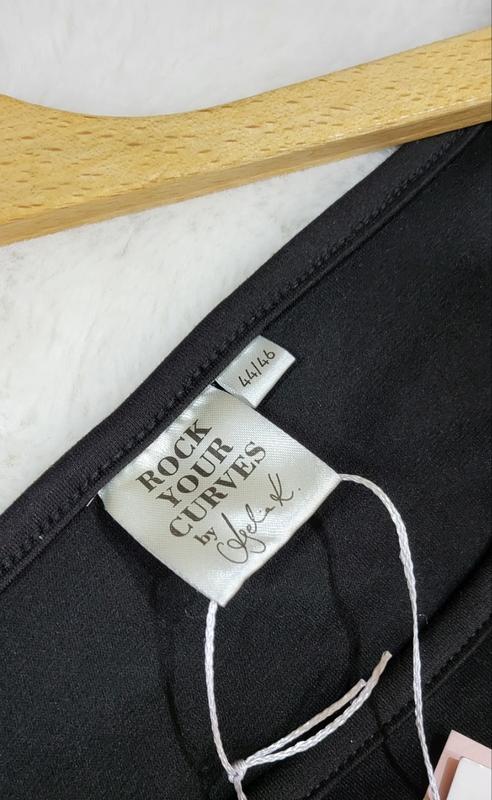 44/46
ROCK
YOUR
CURVES
by Angelina K.